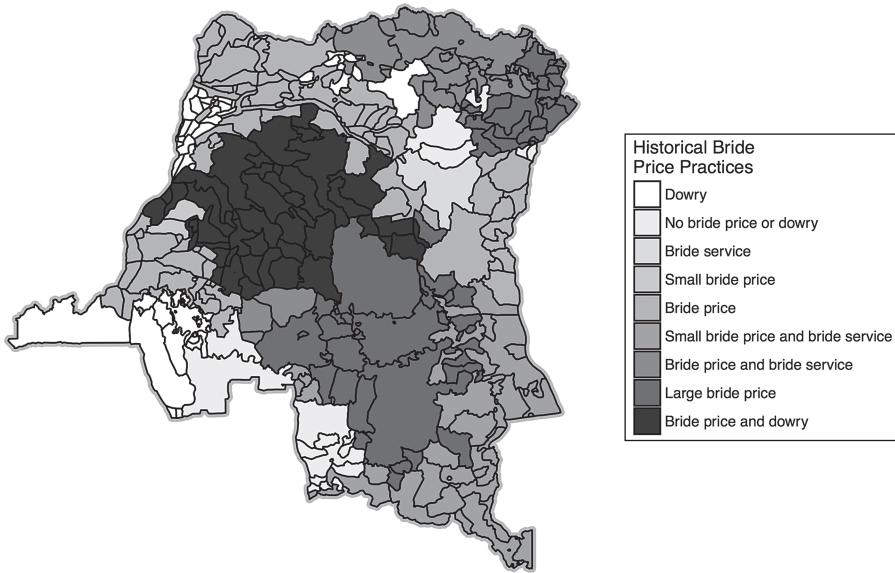 Historical Bride
Price Practices
Dowry
No bride price or dowry
Bride service
Small bride price
Bride price
Small bride price and bride service
Bride price and bride service
Large bride price
Bride price and dowry